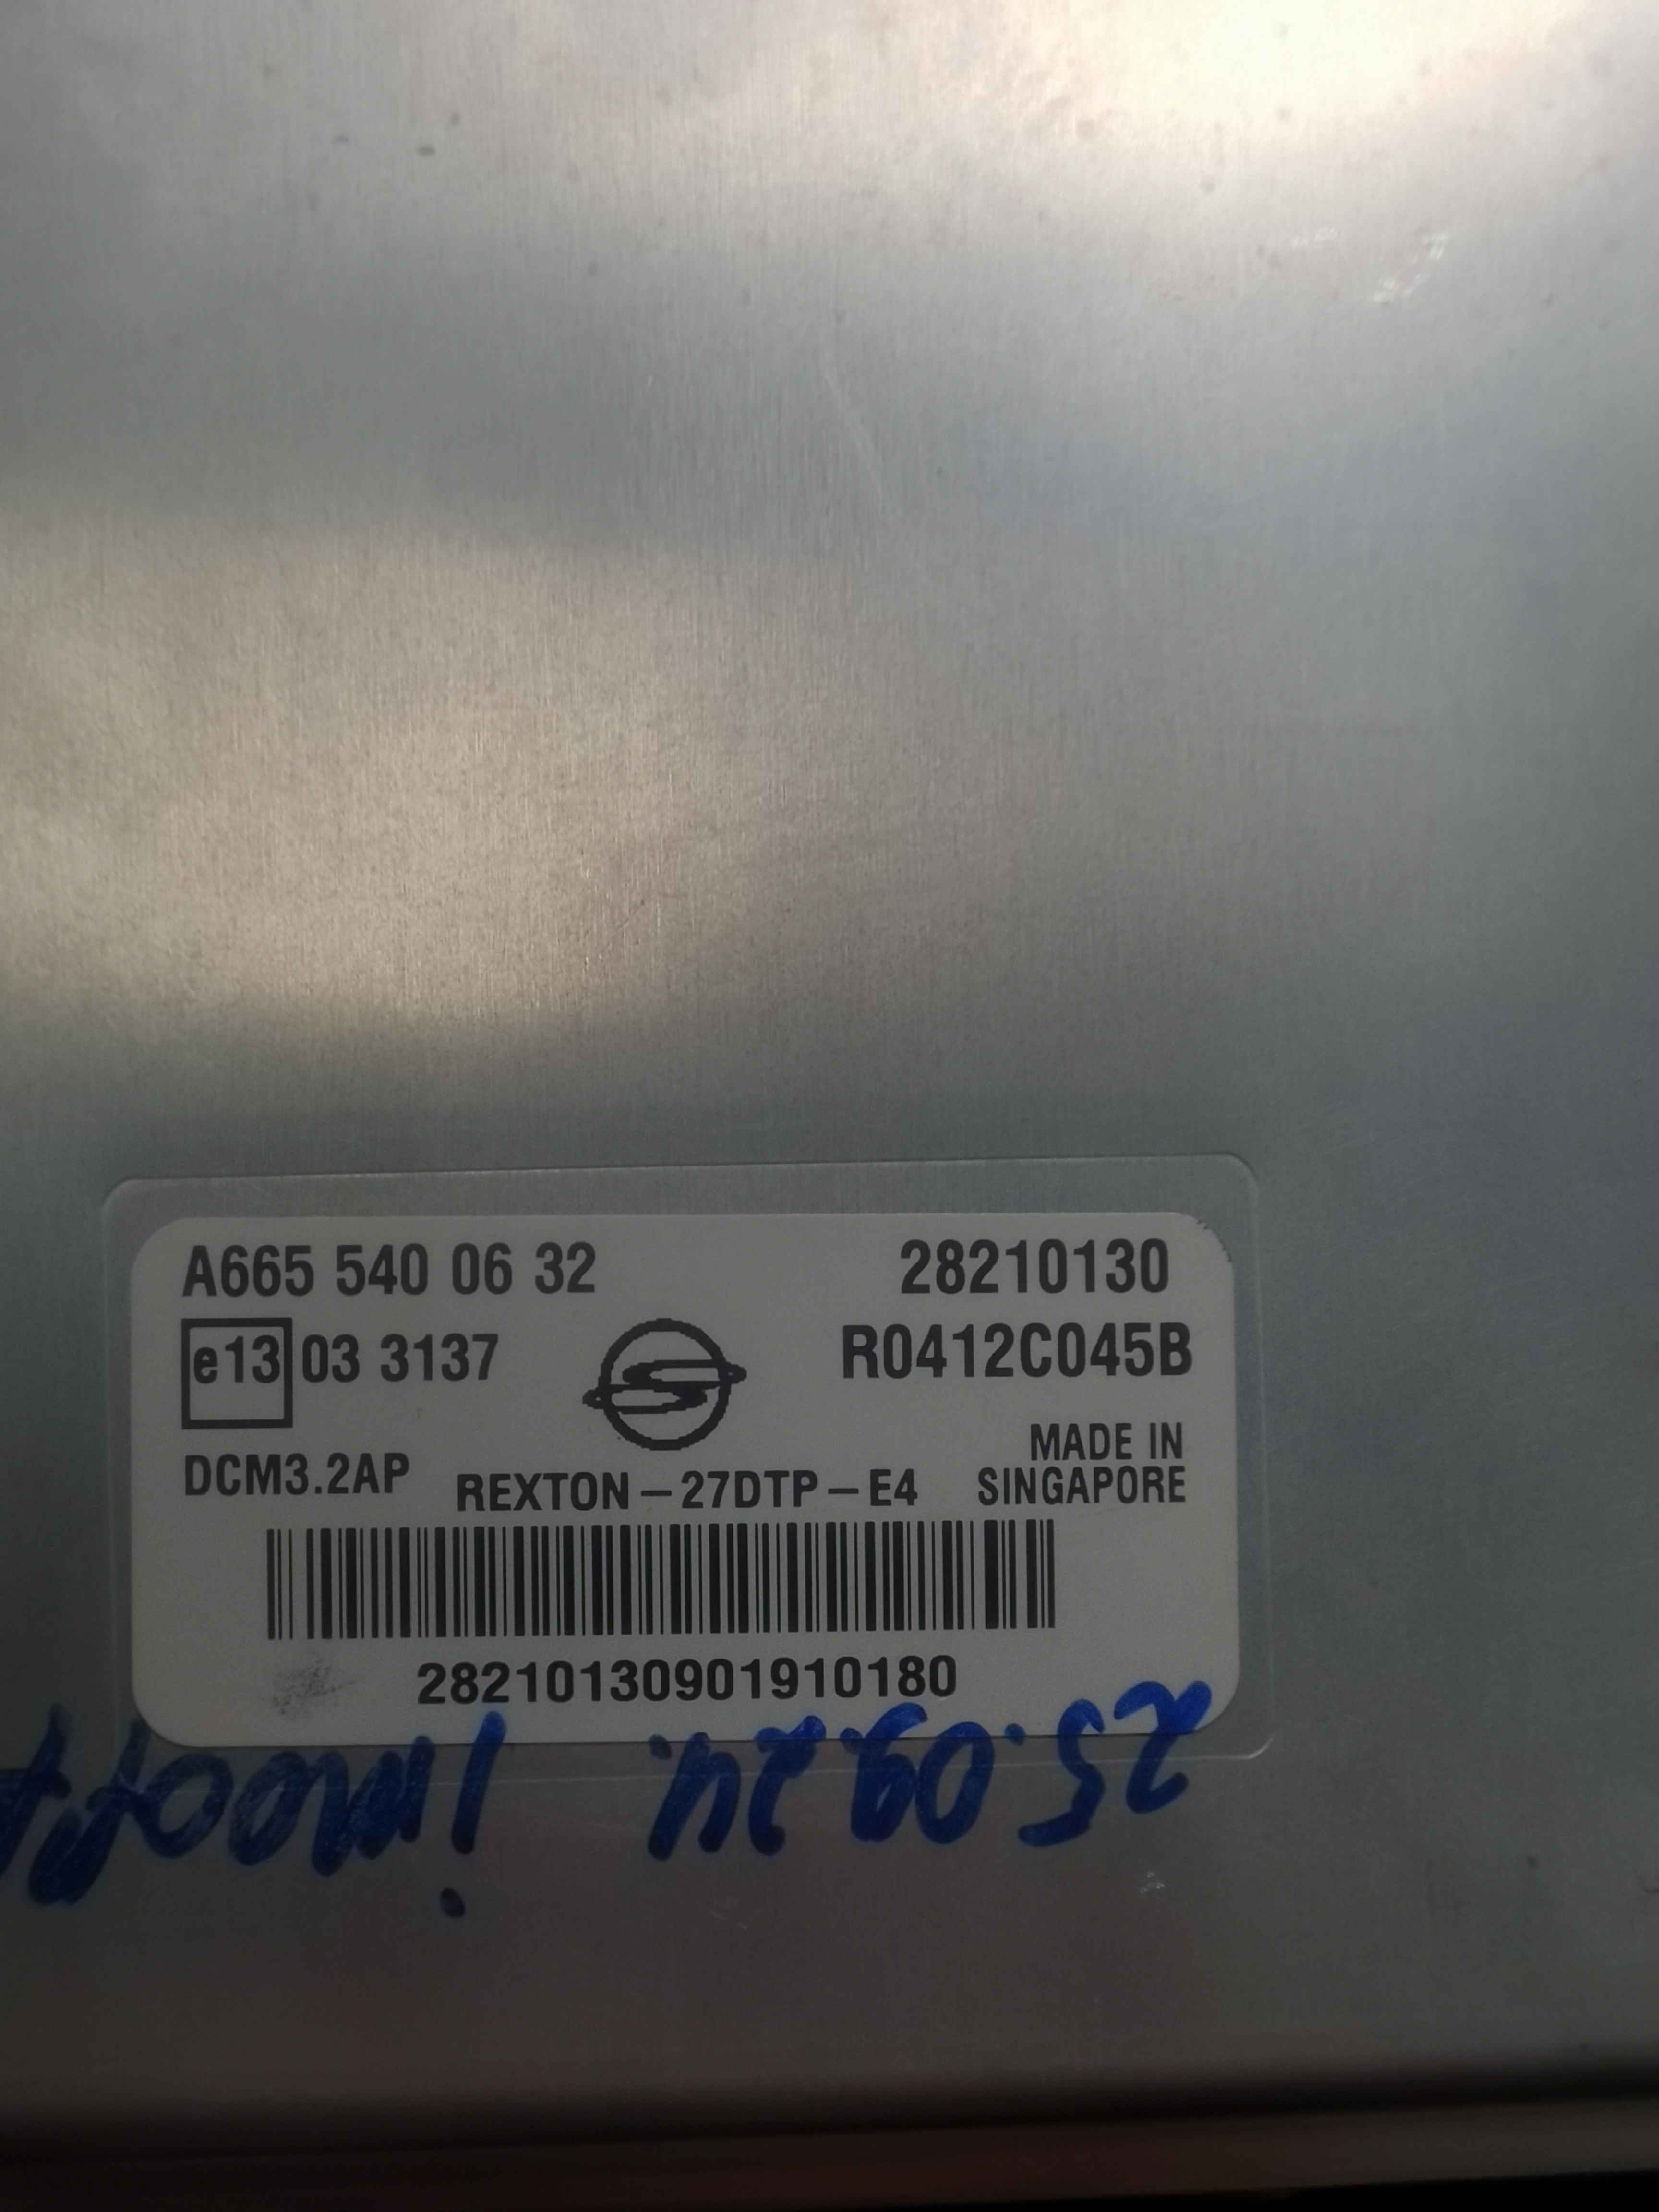 A665 540 06 32 28210130
e13 03 3137 R0412C045B
DCM3.2AP REXTON-27DTP-E4 MADE IN
SINGAPORE
28210130901910180
25.09.24.